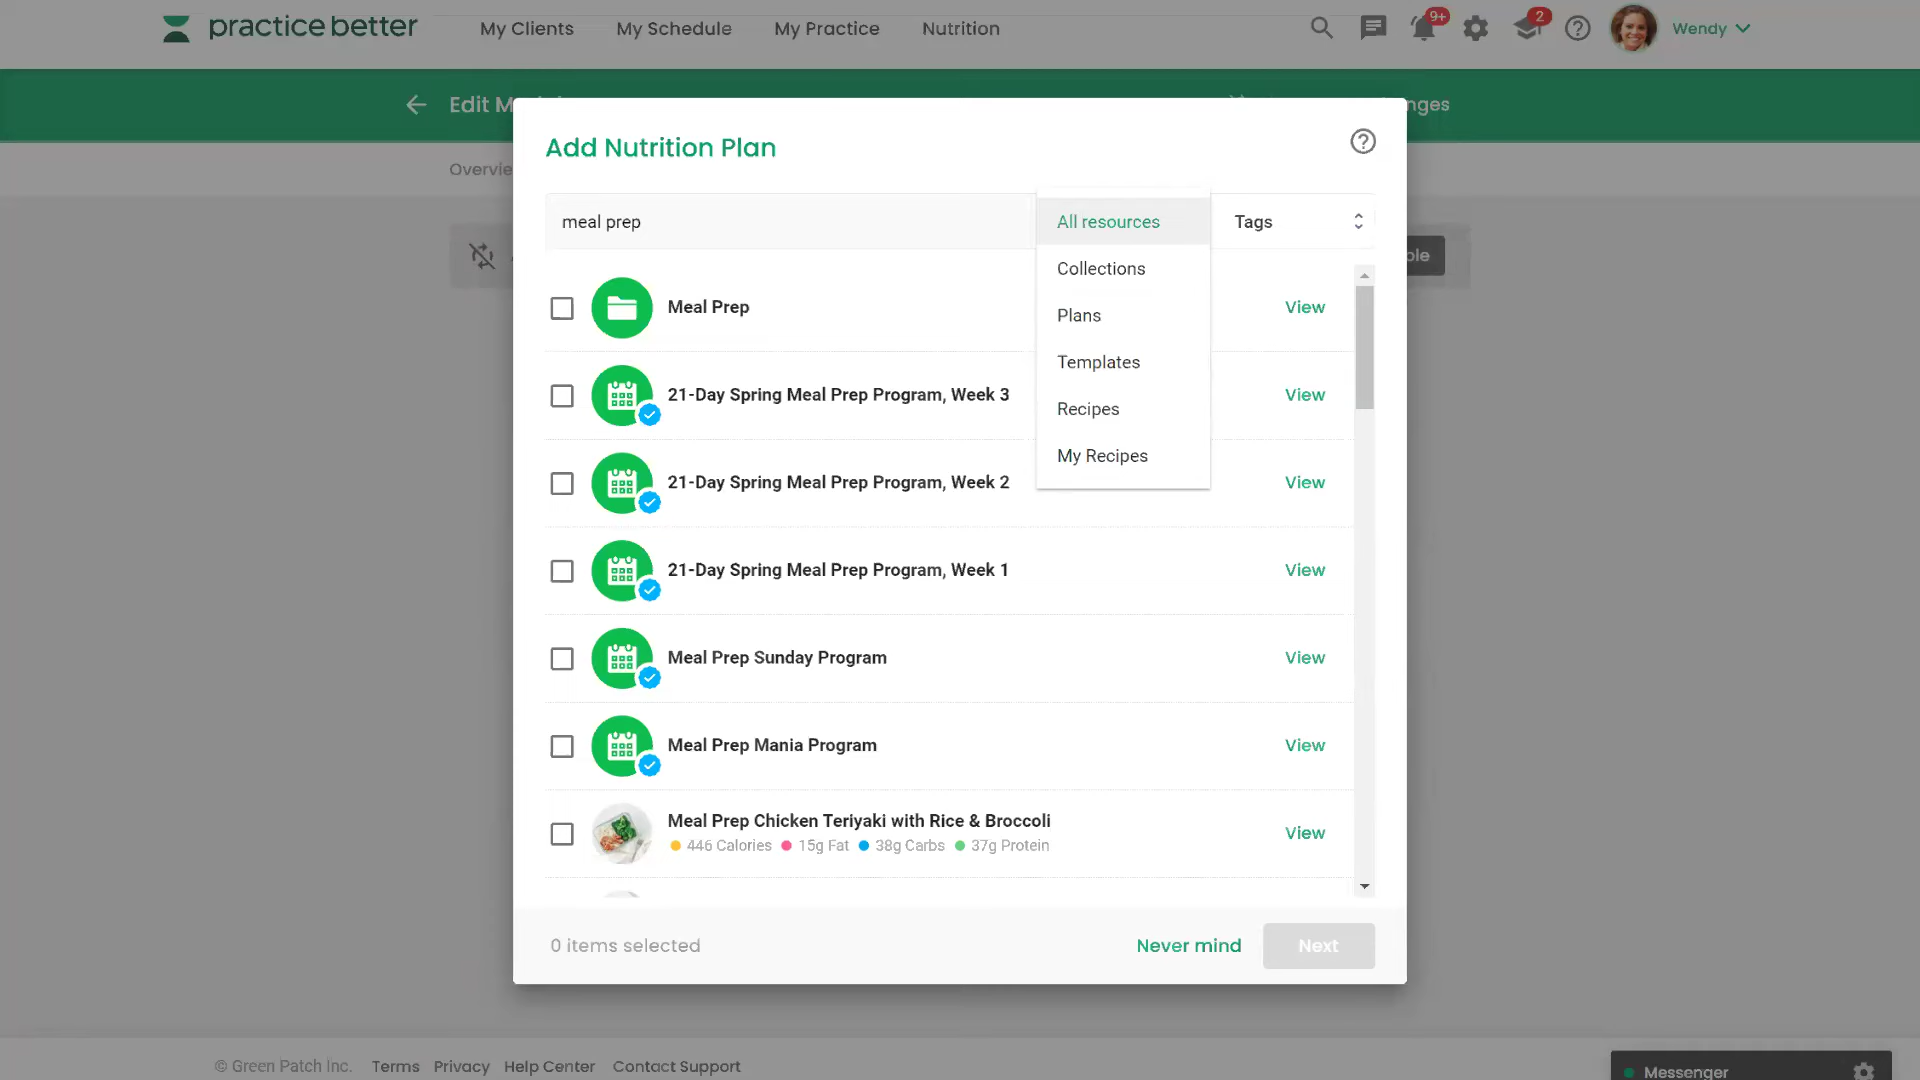 practice better My Clients My Schedule My Practice Nutrition 9+ 2 Wendy
Edit M nges
Overvie
Add Nutrition Plan
meal prep All resources Tags
Collections
Plans
Templates
Recipes
My Recipes
ble
Meal Prep View
21-Day Spring Meal Prep Program, Week 3 View
21-Day Spring Meal Prep Program, Week 2 View
21-Day Spring Meal Prep Program, Week 1 View
Meal Prep Sunday Program View
Meal Prep Mania Program View
Meal Prep Chicken Teriyaki with Rice & Broccoli View
446 Calories 15g Fat 38g Carbs 37g Protein
0 items selected Never mind Next
© Green Patch Inc. Terms Privacy Help Center Contact Support
Messenger